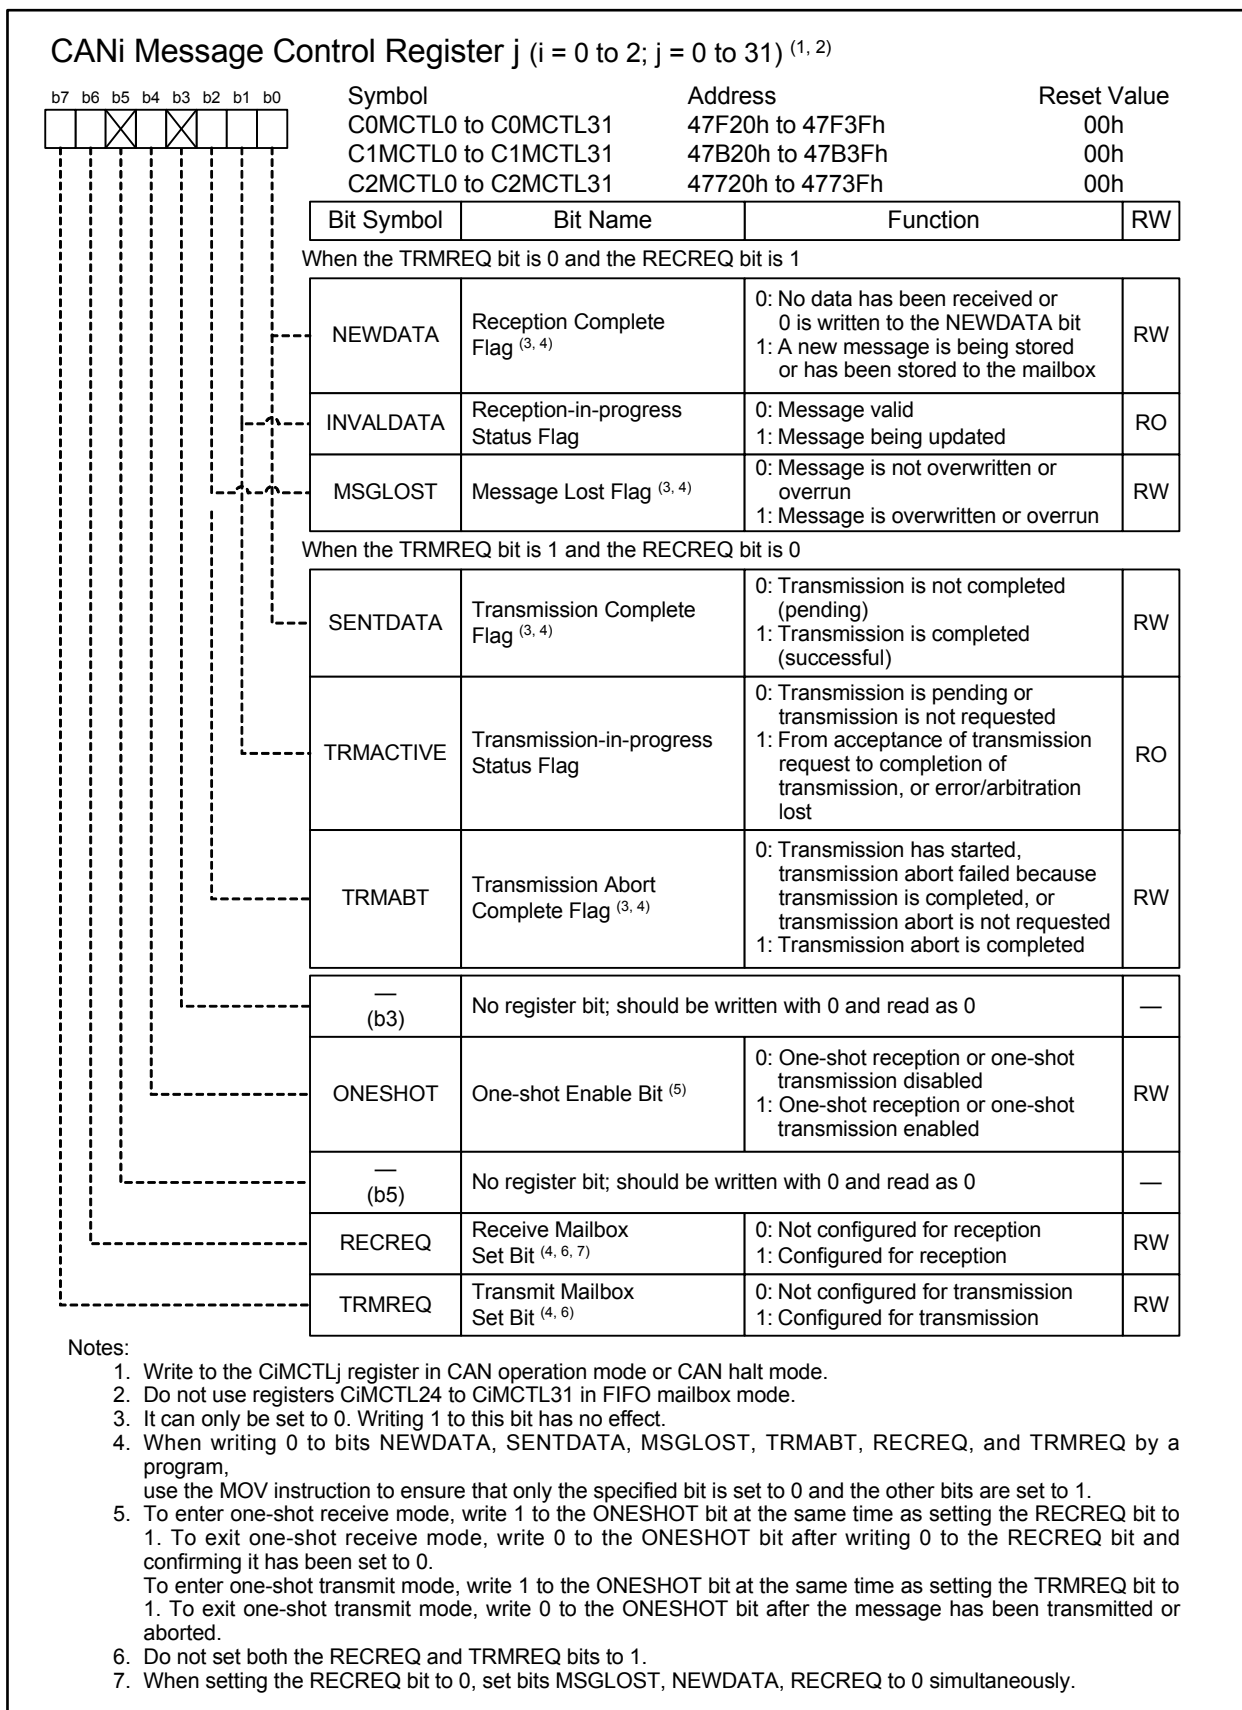 CANi Message Control Register j (i = 0 to 2; j = 0 to 31) (1, 2)
b7 b6 b5 b4 b3 b2 b1 b0
Symbol Address Reset Value
C0MCTL0 to C0MCTL31 47F20h to 47F3Fh 00h
C1MCTL0 to C1MCTL31 47B20h to 47B3Fh 00h
C2MCTL0 to C2MCTL31 47720h to 4773Fh 00h
Bit Symbol Bit Name Function RW
When the TRMREQ bit is 0 and the RECREQ bit is 1
NEWDATA
Reception Complete
Flag (3, 4)
0: No data has been received or
0 is written to the NEWDATA bit
1: A new message is being stored
or has been stored to the mailbox
RW
INVALDATA
Reception-in-progress
Status Flag
0: Message valid
1: Message being updated
RO
MSGLOST
Message Lost Flag (3, 4)
0: Message is not overwritten or
overrun
1: Message is overwritten or overrun
RW
When the TRMREQ bit is 1 and the RECREQ bit is 0
SENTDATA
Transmission Complete
Flag (3, 4)
0: Transmission is not completed
(pending)
1: Transmission is completed
(successful)
RW
TRMACTIVE
Transmission-in-progress
Status Flag
0: Transmission is pending or
transmission is not requested
1: From acceptance of transmission
request to completion of
transmission, or error/arbitration
lost
RO
TRMABT
Transmission Abort
Complete Flag (3, 4)
0: Transmission has started,
transmission abort failed because
transmission is completed, or
transmission abort is not requested
1: Transmission abort is completed
RW
—
(b3)
No register bit; should be written with 0 and read as 0
—
ONESHOT
One-shot Enable Bit (5)
0: One-shot reception or one-shot
transmission disabled
1: One-shot reception or one-shot
transmission enabled
RW
—
(b5)
No register bit; should be written with 0 and read as 0
—
RECREQ
Receive Mailbox
Set Bit (4, 6, 7)
0: Not configured for reception
1: Configured for reception
RW
TRMREQ
Transmit Mailbox
Set Bit (4, 6)
0: Not configured for transmission
1: Configured for transmission
RW
Notes:
1. Write to the CiMCTLj register in CAN operation mode or CAN halt mode.
2. Do not use registers CiMCTL24 to CiMCTL31 in FIFO mailbox mode.
3. It can only be set to 0. Writing 1 to this bit has no effect.
4. When writing 0 to bits NEWDATA, SENTDATA, MSGLOST, TRMABT, RECREQ, and TRMREQ by a
program,
use the MOV instruction to ensure that only the specified bit is set to 0 and the other bits are set to 1.
5. To enter one-shot receive mode, write 1 to the ONESHOT bit at the same time as setting the RECREQ bit to
1. To exit one-shot receive mode, write 0 to the ONESHOT bit after writing 0 to the RECREQ bit and
confirming it has been set to 0.
To enter one-shot transmit mode, write 1 to the ONESHOT bit at the same time as setting the TRMREQ bit to
1. To exit one-shot transmit mode, write 0 to the ONESHOT bit after the message has been transmitted or
aborted.
6. Do not set both the RECREQ and TRMREQ bits to 1.
7. When setting the RECREQ bit to 0, set bits MSGLOST, NEWDATA, RECREQ to 0 simultaneously.